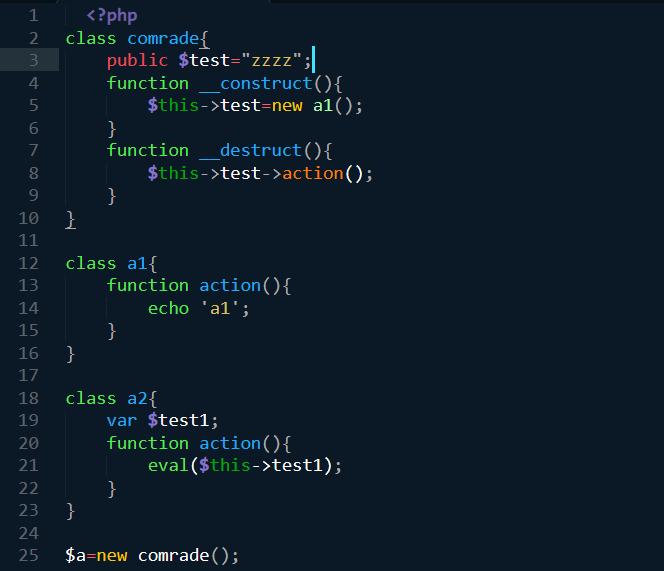 1 <?php
2 class comrade{
3 public $test="zzzz";
4 function __construct(){
5 $this->test=new a1();
6 }
7 function __destruct(){
8 $this->test->action();
9 }
10 }
11
12 class a1{
13 function action(){
14 echo 'a1';
15 }
16 }
17
18 class a2{
19 var $test1;
20 function action(){
21 eval($this->test1);
22 }
23 }
24
25 $a=new comrade();